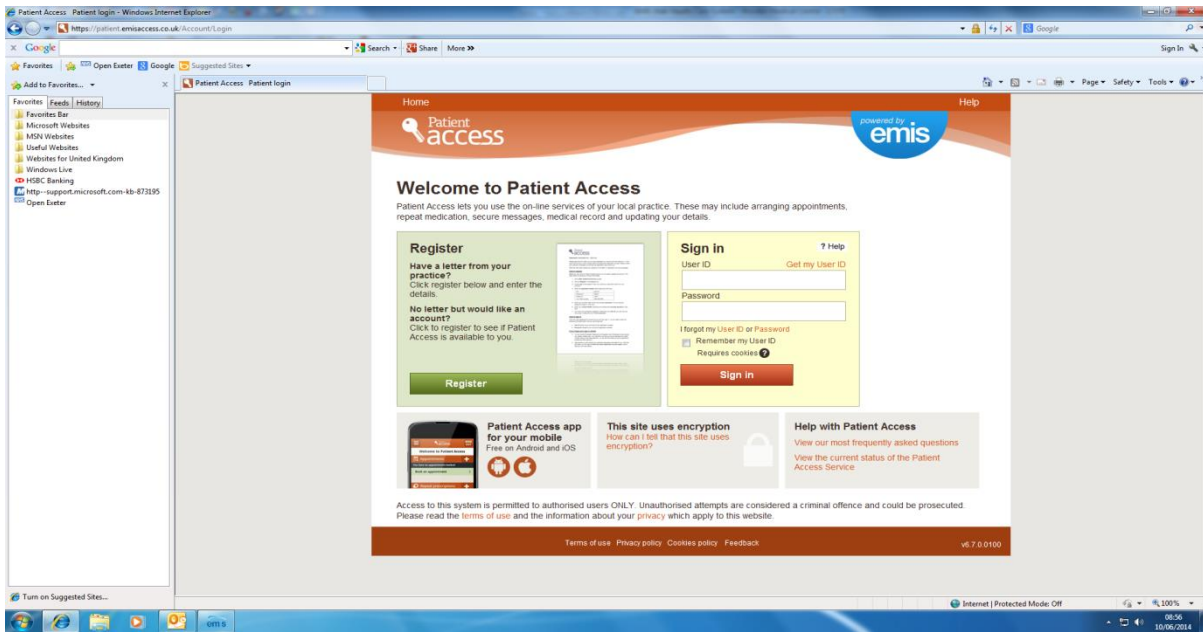 Patient Access Patient login - Windows Internet Explorer
https://patient.emisaccess.co.uk/Account/Login
Google
x Google
Search
Share
More
Sign In
Favorites
Open Exeter
Google
Suggested Sites
Add to Favorites...
x
Patient Access Patient login
Page
Safety
Tools
Favorites
Feeds
History
Favorites Bar
Microsoft Websites
MSN Websites
Useful Websites
Websites for United Kingdom
Windows Live
HSBC Banking
http--support.microsoft.com-kb-873195
Open Exeter
Home
Help
Patient
access
powered by
emis
Welcome to Patient Access
Patient Access lets you use the on-line services of your local practice. These may include arranging appointments,
repeat medication, secure messages, medical record and updating your details.
Register
Have a letter from your
practice?
Click register below and enter the
details.
No letter but would like an
account?
Click to register to see if Patient
Access is available to you.
Register
Sign in
? Help
User ID
Get my User ID
Password
I forgot my User ID or Password
Remember my User ID
Requires cookies ?
Sign in
Patient Access app
for your mobile
Free on Android and iOS
Welcome to Patient Access
This site uses encryption
How can I tell that this site uses
encryption?
Help with Patient Access
View our most frequently asked questions
View the current status of the Patient
Access Service
Access to this system is permitted to authorised users ONLY. Unauthorised attempts are considered a criminal offence and could be prosecuted.
Please read the terms of use and the information about your privacy which apply to this website.
Terms of use Privacy policy Cookies policy Feedback
v6.7.0.0100
Turn on Suggested Sites...
Internet | Protected Mode: Off
100%
emis
08:56
10/06/2014